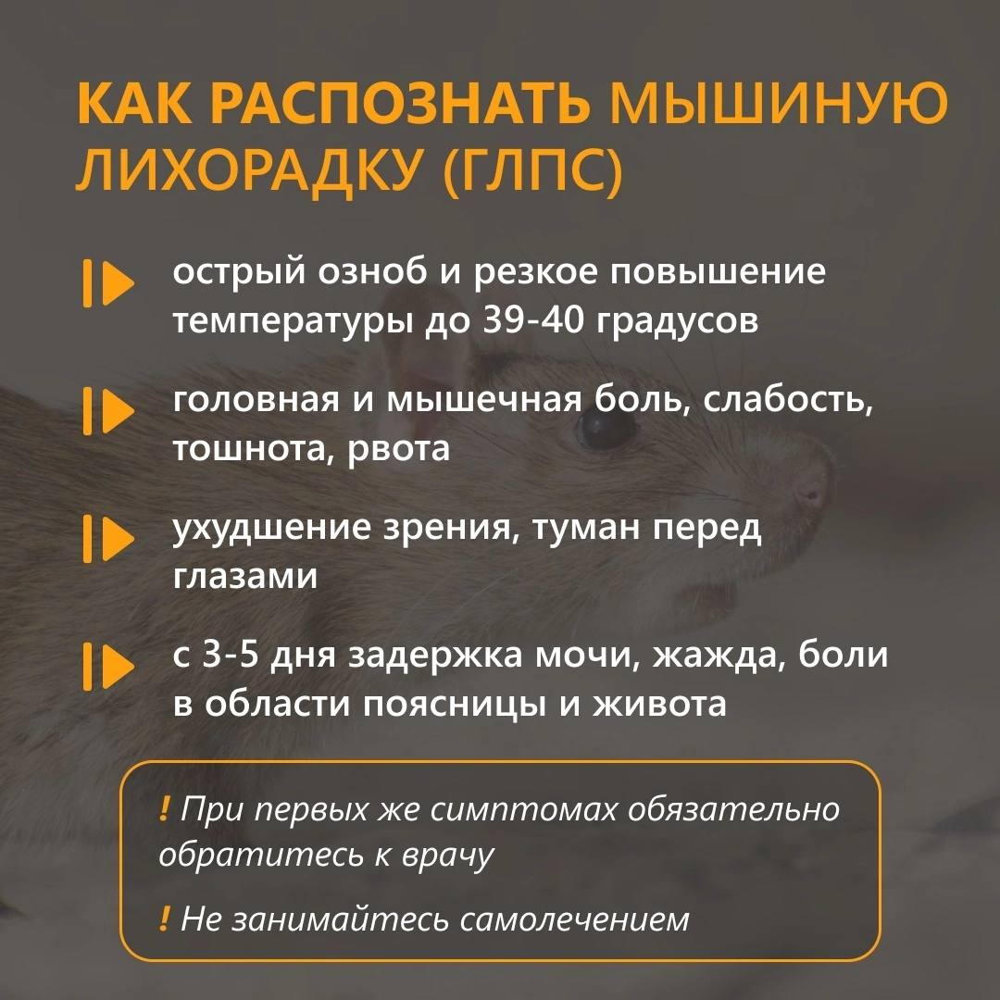 КАК РАСПОЗНАТЬ МЫШИНУЮ
ЛИХОРАДКУ (ГЛПС)
острый озноб и резкое повышение
температуры до 39-40 градусов
головная и мышечная боль, слабость,
тошнота, рвота
ухудшение зрения, туман перед
глазами
с 3-5 дня задержка мочи, жажда, боли
в области поясницы и живота
! При первых же симптомах обязательно
обратитесь к врачу
! Не занимайтесь самолечением